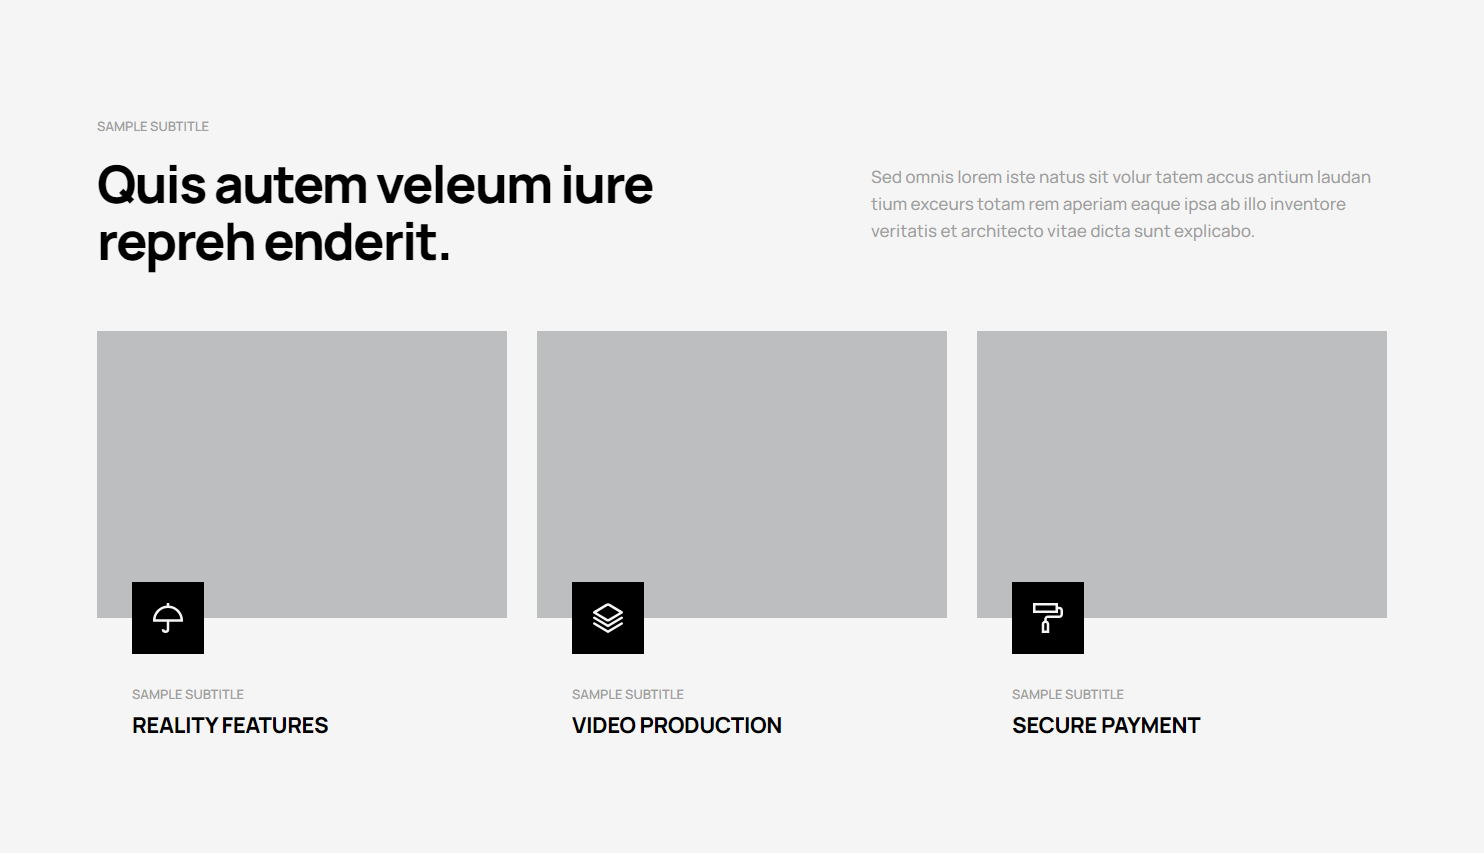 SAMPLE SUBTITLE
Quis autem veleum iure
repreh enderit.
Sed omnis lorem iste natus sit volur tatem accus antium laudan
tium exceurs totam rem aperiam eaque ipsa ab illo inventore
veritatis et architecto vitae dicta sunt explicabo.
SAMPLE SUBTITLE
REALITY FEATURES
SAMPLE SUBTITLE
VIDEO PRODUCTION
SAMPLE SUBTITLE
SECURE PAYMENT